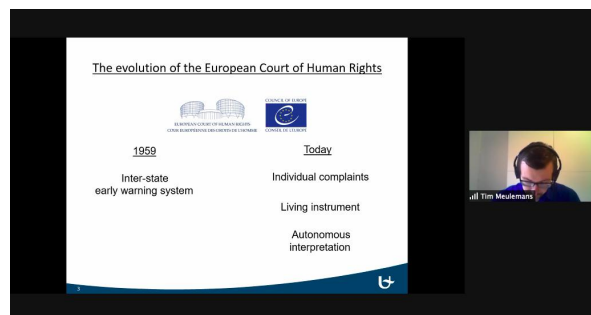 The evolution of the European Court of Human Rights
EUROPEAN COURT OF HUMAN RIGHTS
COUR EUROPÉENNE DES DROITS DE L'HOMME
COUNCIL OF EUROPE
CONSEIL DE L'EUROPE
1959
Inter-state
early warning system
Today
Individual complaints
Living instrument
Autonomous
interpretation
3
Tim Meulemans